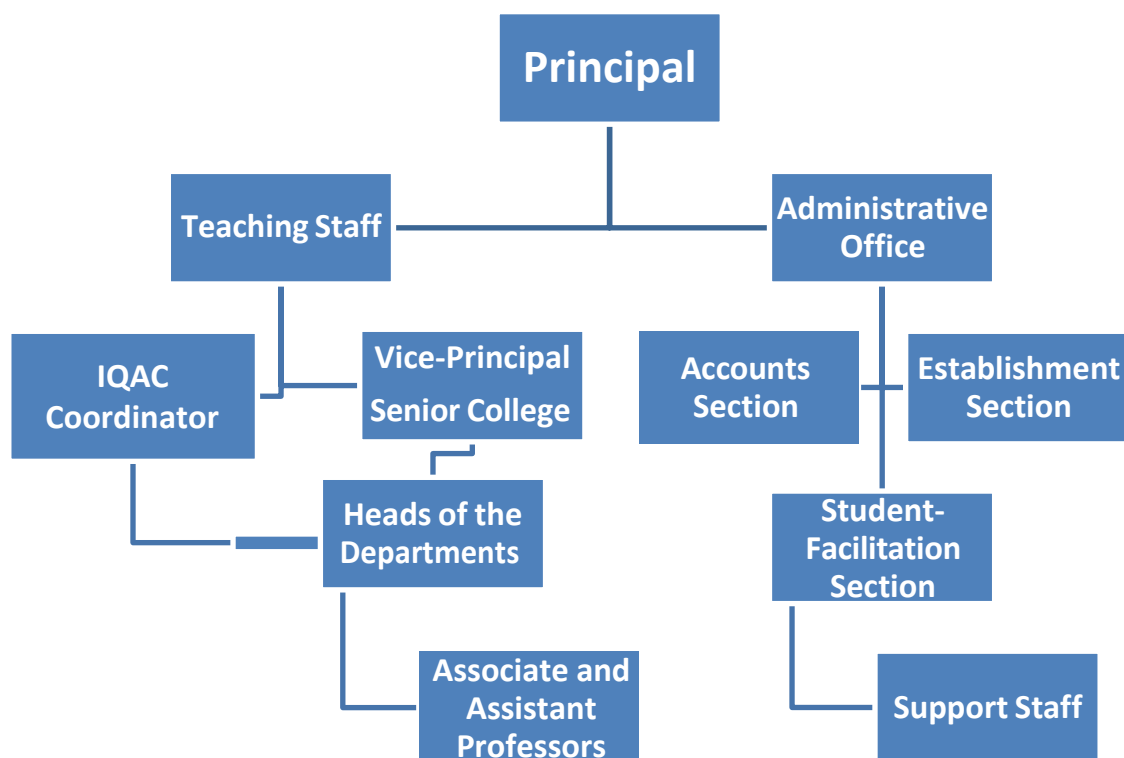 Principal
Teaching Staff
Administrative
Office
IQAC
Coordinator
Vice-Principal
Senior College
Accounts
Section
Establishment
Section
Heads of the
Departments
Student-
Facilitation
Section
Associate and
Assistant
Professors
Support Staff